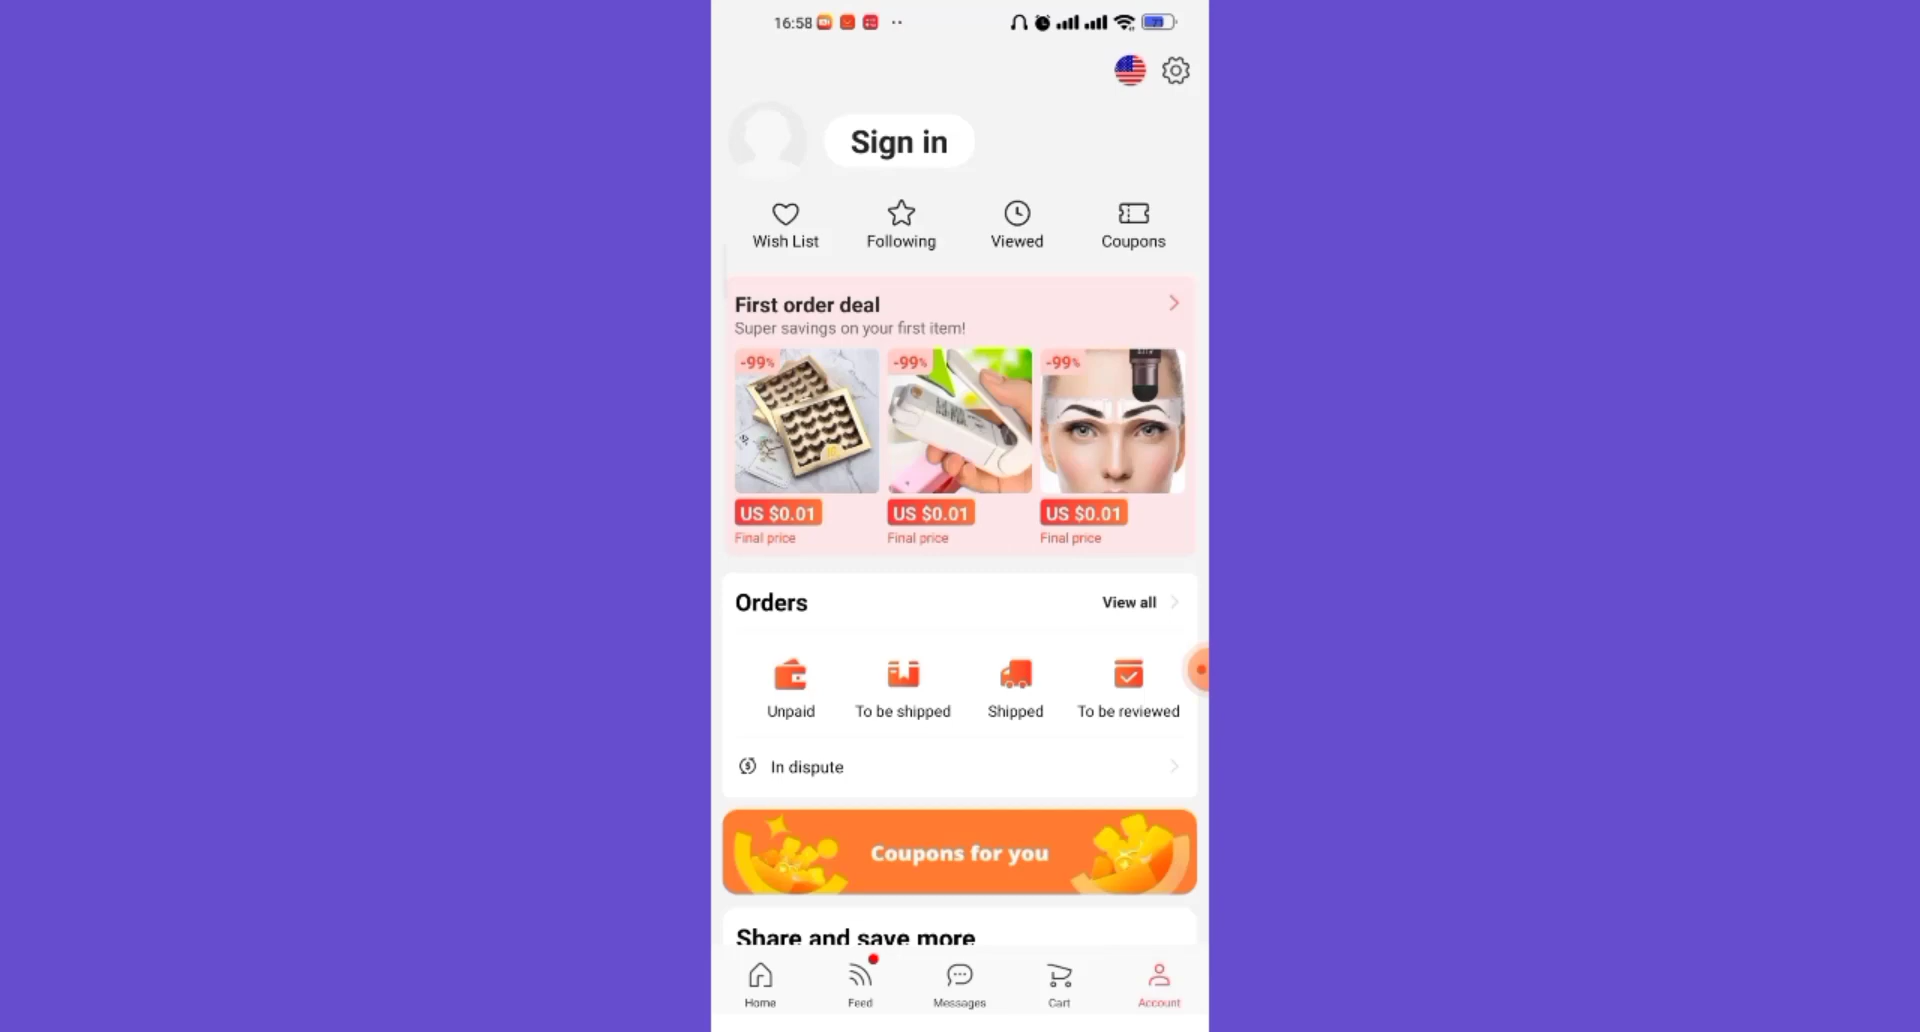 16:58
73
Sign in
Wish List
Following
Viewed
Coupons
First order deal
Super savings on your first item!
-99%
-99%
-99%
US $0.01
US $0.01
US $0.01
Final price
Final price
Final price
Orders
View all
Unpaid
To be shipped
Shipped
To be reviewed
In dispute
Coupons for you
Share and save more
Home
Feed
Messages
Cart
Account